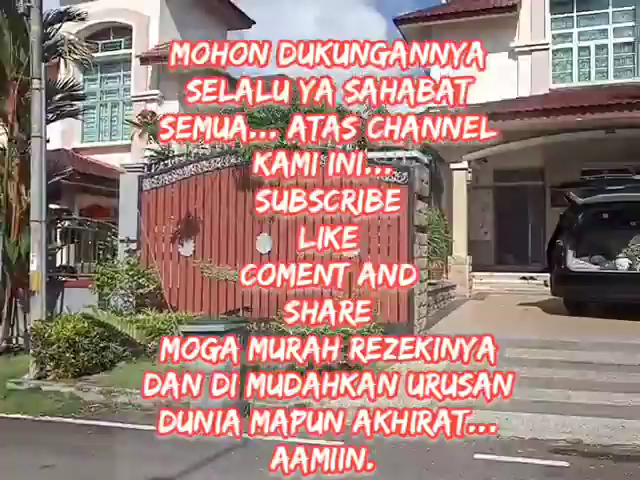 MOHON DUKUNGANNYA
SELALU YA SAHABAT
SEMUA... ATAS CHANNEL
KAMI INI...
SUBSCRIBE
LIKE
COMENT AND
SHARE
MOGA MURAH REZEKINYA
DAN DI MUDAHKAN URUSAN
DUNIA MAPUN AKHIRAT...
AAMIIN.